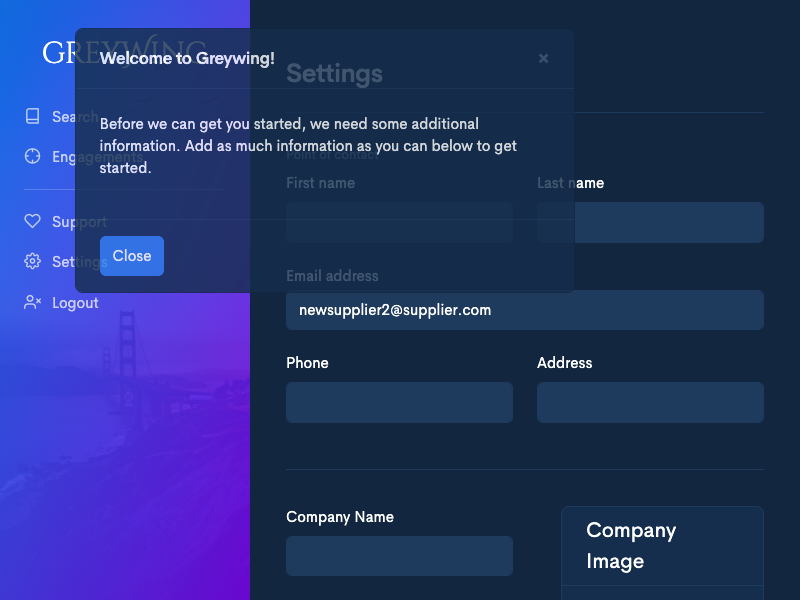 GREYWING
Welcome to Greywing!
×
Settings
Search
Engagements
Support
Settings
Logout
Before we can get you started, we need some additional
information. Add as much information as you can below to get
started.
Close
Point of contact
First name
Last name
Email address
newsupplier2@supplier.com
Phone
Address
Company Name
Company
Image